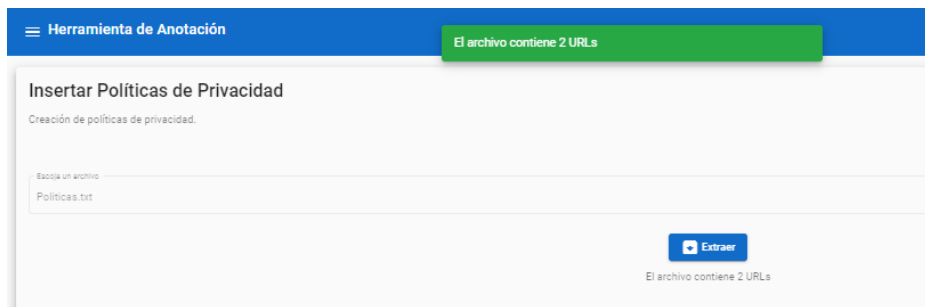 Herramienta de Anotación
El archivo contiene 2 URLs
Insertar Políticas de Privacidad
Creación de políticas de privacidad.
Escoja un archivo
Politicas.txt
Extraer
El archivo contiene 2 URLs